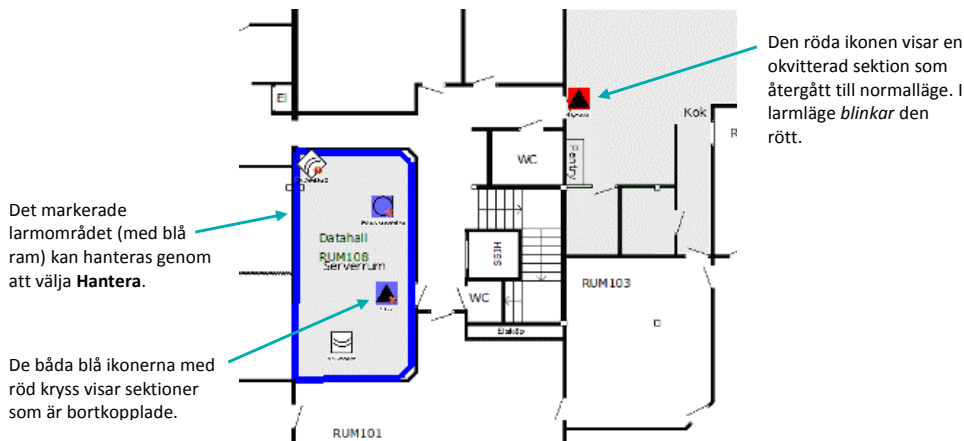 Den röda ikonen visar en
okvitterad sektion som
återgått till normalläge. I
larmläge blinkar den
rött.
El
Kök
R
WC
Pentry
Det markerade
larmområdet (med blå
ram) kan hanteras genom
att välja Hantera.
Datahall
RUM108
Serverrum
HISS
RUM103
WC
Elskåp
De båda blå ikonerna med
röd kryss visar sektioner
som är bortkopplade.
RUM101